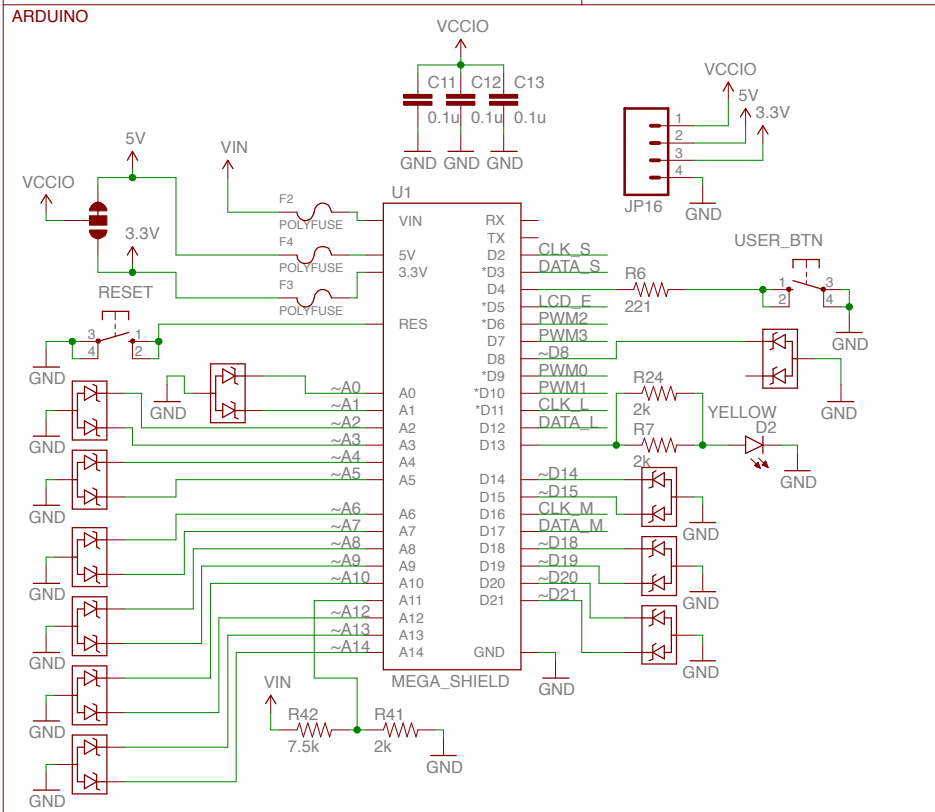 ARDUINO
VCCIO
C11 C12 C13
0.1u 0.1u 0.1u
GND GND GND
VCCIO
5V
3.3V
1
2
3
4
JP16
GND
5V
VCCIO
3.3V
VIN
F2
POLYFUSE
F4
POLYFUSE
F3
POLYFUSE
RESET
3 1
4 2
GND
U1
VIN
5V
3.3V
RES
A0
A1
A2
A3
A4
A5
A6
A7
A8
A9
A10
A11
A12
A13
A14
RX
TX
D2
*D3
D4
*D5
*D6
D7
D8
*D9
*D10
*D11
D12
D13
D14
D15
D16
D17
D18
D19
D20
D21
GND
MEGA_SHIELD
~A0
~A1
~A2
~A3
~A4
~A5
~A6
~A7
~A8
~A9
~A10
~A12
~A13
~A14
GND
GND
GND
GND
GND
GND
GND
CLK_S
DATA_S
LCD_E
PWM2
PWM3
~D8
PWM0
PWM1
CLK_L
DATA_L
~D14
~D15
CLK_M
DATA_M
~D18
~D19
~D20
~D21
R6
221
USER_BTN
1 3
2 4
GND
GND
R24
2k
R7
2k
YELLOW
D2
GND
GND
GND
GND
GND
VIN
R42
7.5k
R41
2k
GND